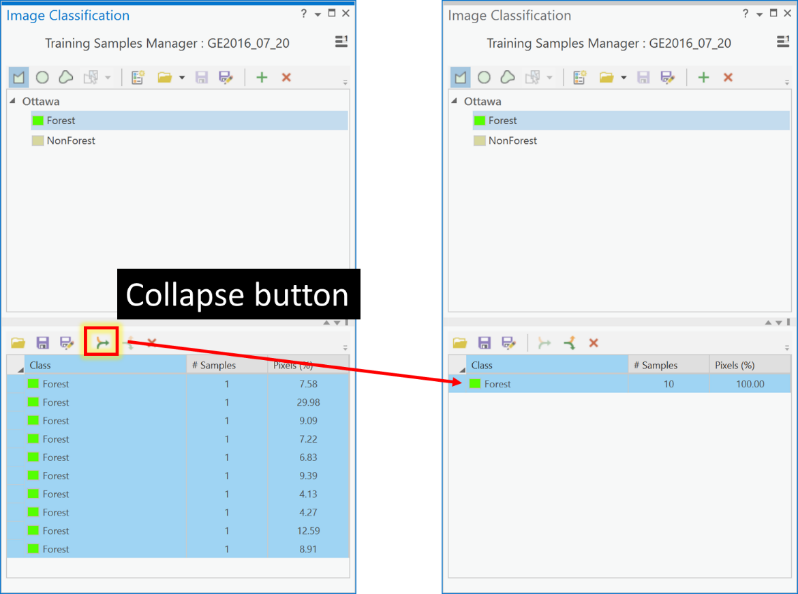 Image Classification ?
Training Samples Manager : GE2016_07_20
Ottawa
Forest
NonForest
Collapse button
Class # Samples Pixels (%)
Forest 1 7.58
Forest 1 29.98
Forest 1 9.09
Forest 1 7.22
Forest 1 6.83
Forest 1 9.39
Forest 1 4.13
Forest 1 4.27
Forest 1 12.59
Forest 1 8.91
Image Classification ?
Training Samples Manager : GE2016_07_20
Ottawa
Forest
NonForest
Class # Samples Pixels (%)
Forest 10 100.00